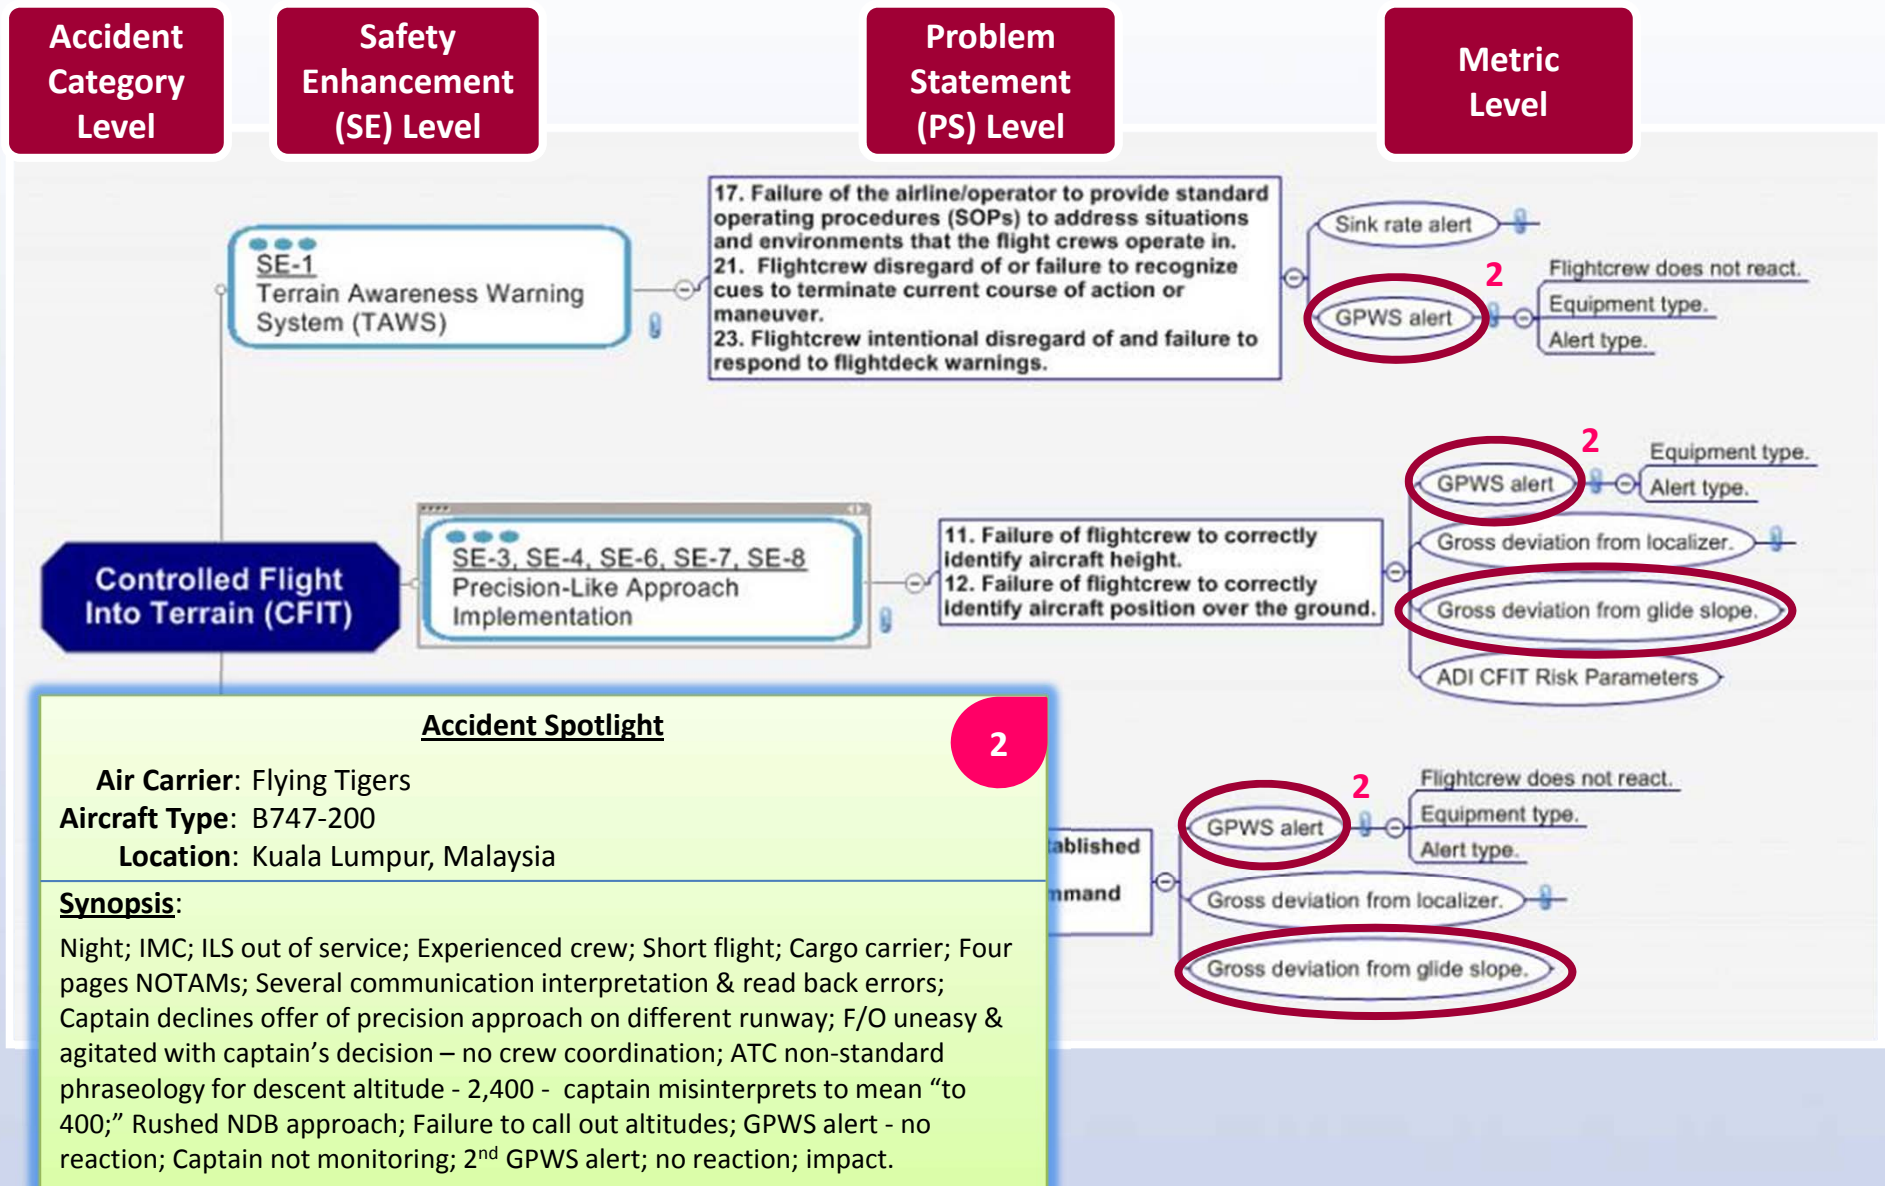 Accident
Category
Level
Safety
Enhancement
(SE) Level
Problem
Statement
(PS) Level
Metric
Level
SE-1
Terrain Awareness Warning
System (TAWS)
17. Failure of the airline/operator to provide standard
operating procedures (SOPs) to address situations
and environments that the flight crews operate in.
21. Flightcrew disregard of or failure to recognize
cues to terminate current course of action or
maneuver.
23. Flightcrew intentional disregard of and failure to
respond to flightdeck warnings.
Sink rate alert
GPWS alert
2
Flightcrew does not react.
Equipment type.
Alert type.
Controlled Flight
Into Terrain (CFIT)
SE-3, SE-4, SE-6, SE-7, SE-8
Precision-Like Approach
Implementation
11. Failure of flightcrew to correctly
identify aircraft height.
12. Failure of flightcrew to correctly
identify aircraft position over the ground.
GPWS alert
2
Equipment type.
Alert type.
Gross deviation from localizer.
Gross deviation from glide slope.
ADI CFIT Risk Parameters
ablished
mmand
GPWS alert
2
Flightcrew does not react.
Equipment type.
Alert type.
Gross deviation from localizer.
Gross deviation from glide slope.
Accident Spotlight
2
Air Carrier: Flying Tigers
Aircraft Type: B747-200
Location: Kuala Lumpur, Malaysia
Synopsis:
Night; IMC; ILS out of service; Experienced crew; Short flight; Cargo carrier; Four
pages NOTAMs; Several communication interpretation & read back errors;
Captain declines offer of precision approach on different runway; F/O uneasy &
agitated with captain’s decision – no crew coordination; ATC non-standard
phraseology for descent altitude - 2,400 - captain misinterprets to mean “to
400;” Rushed NDB approach; Failure to call out altitudes; GPWS alert - no
reaction; Captain not monitoring; 2nd GPWS alert; no reaction; impact.